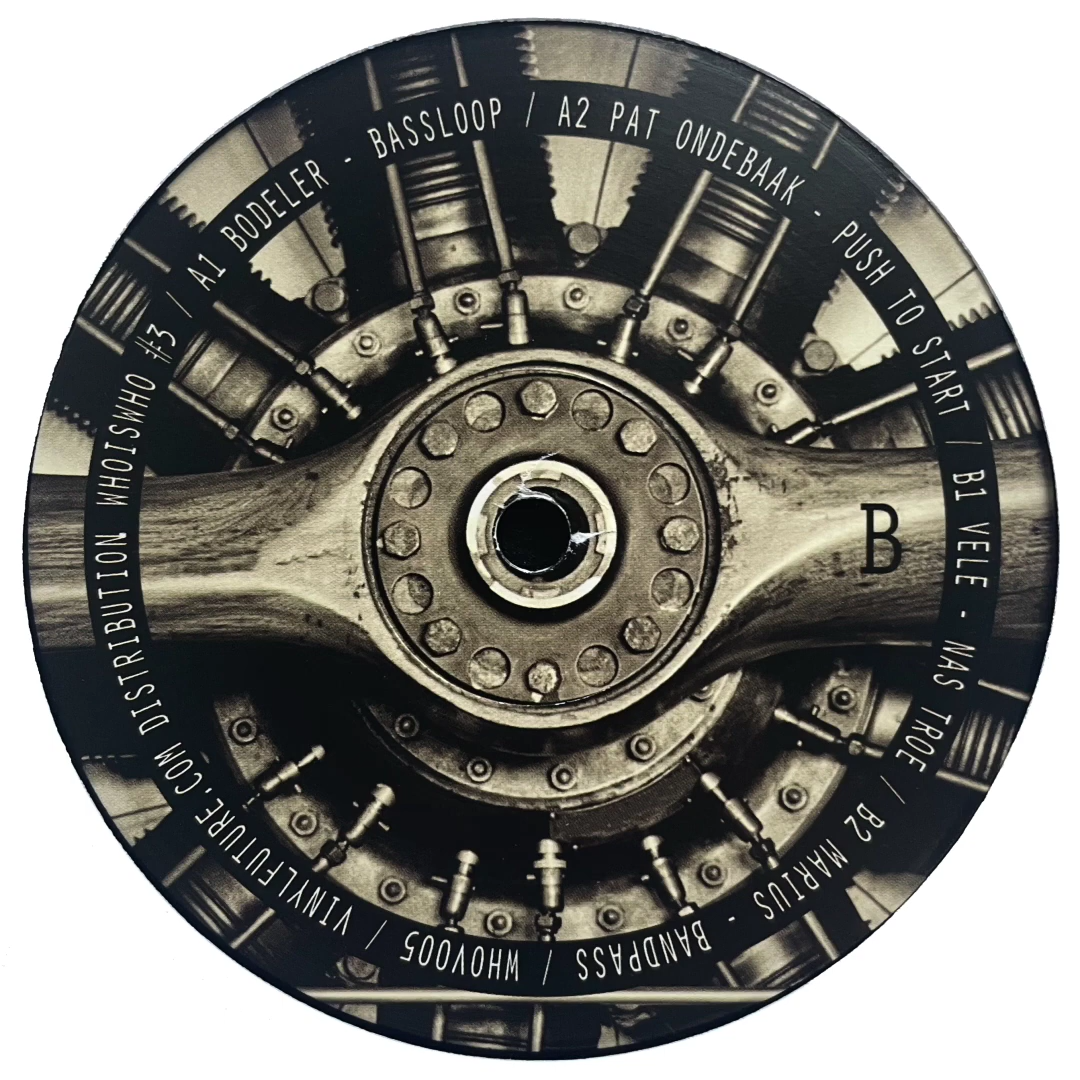 WHOISWHO #3 / A1 BODELER - BASSLOOP / A2 PAT ONDEBAAK - PUSH TO START / B1 VELE - NAS TROE / B2 MARIUS - BANDPASS / WHOV005 / VINYLFUTURE.COM DISTRIBUTION
B